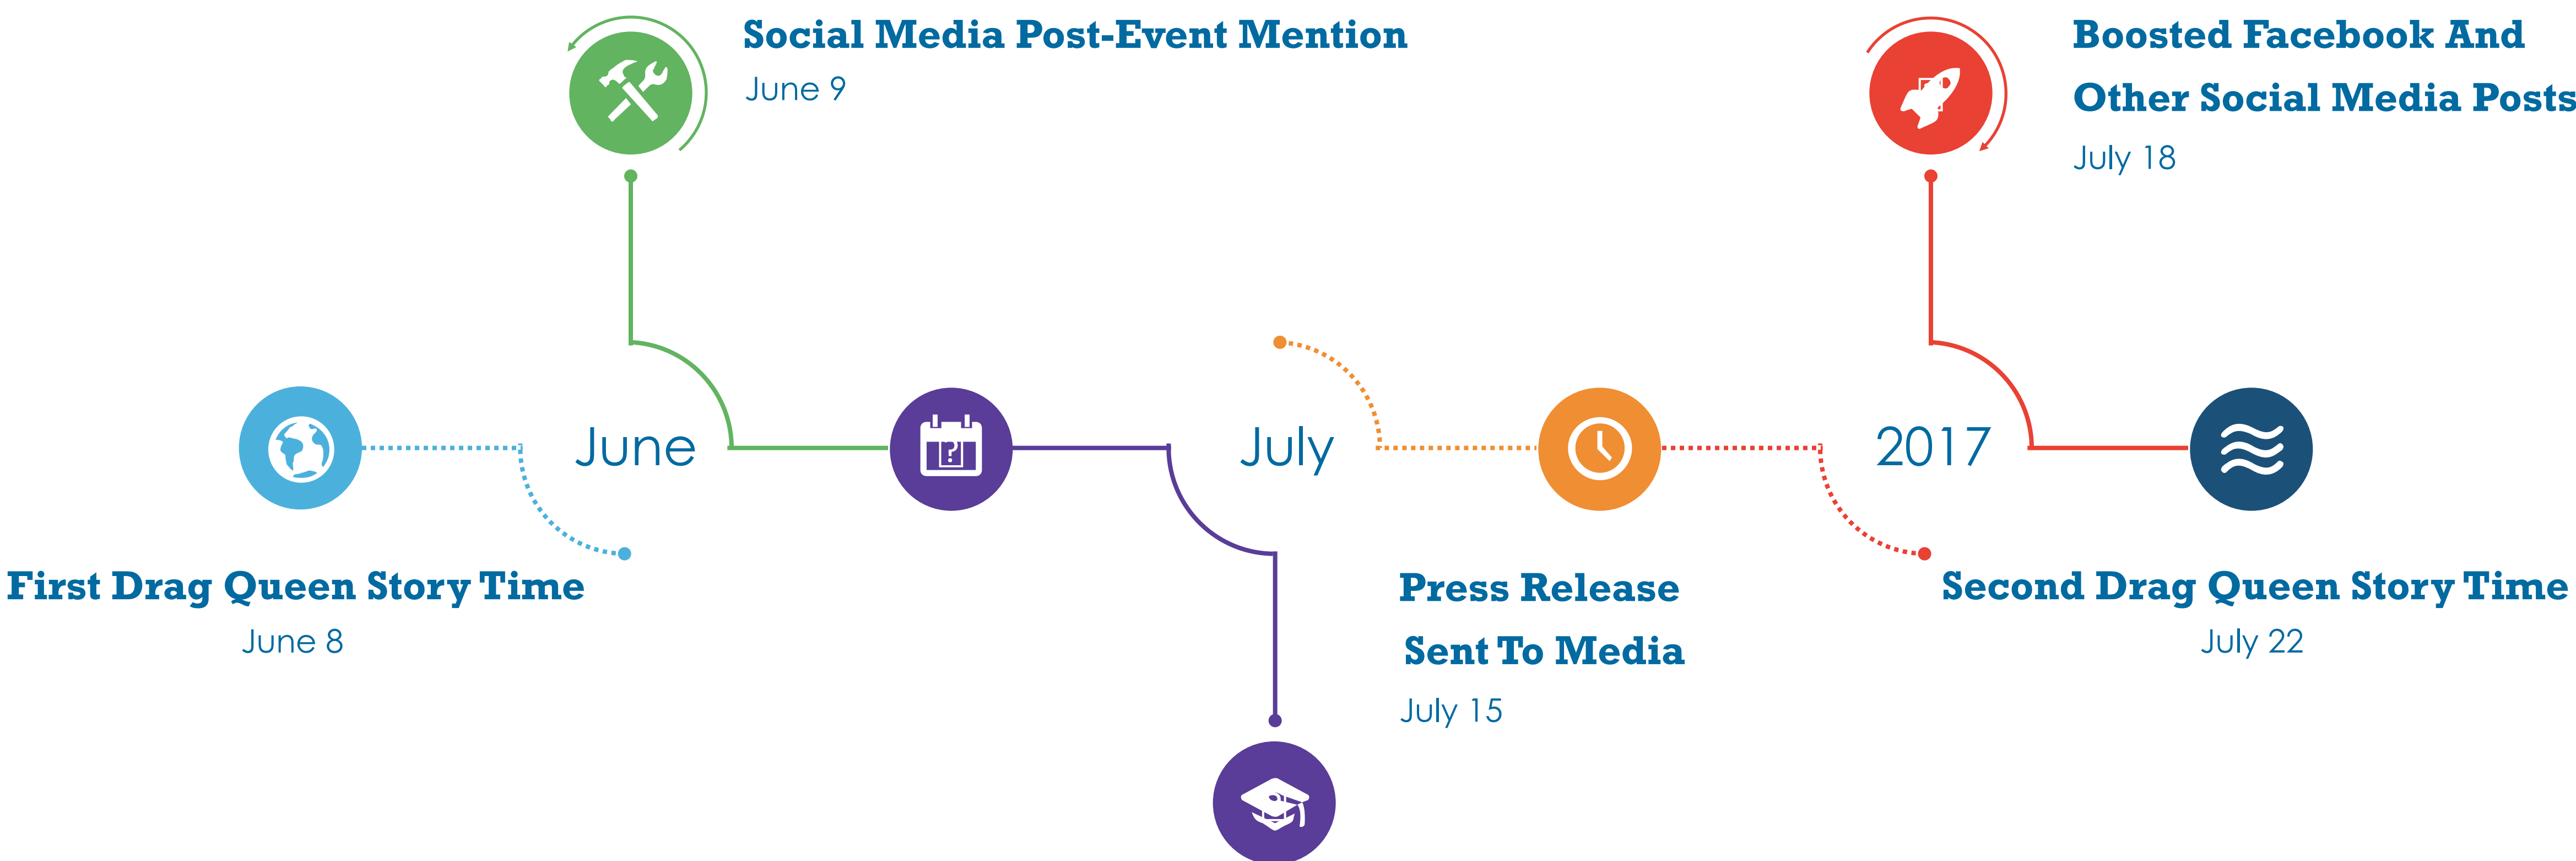 Social Media Post-Event Mention
June 9
Boosted Facebook And
Other Social Media Posts
July 18
June
July
2017
First Drag Queen Story Time
June 8
Press Release
Sent To Media
July 15
Second Drag Queen Story Time
July 22